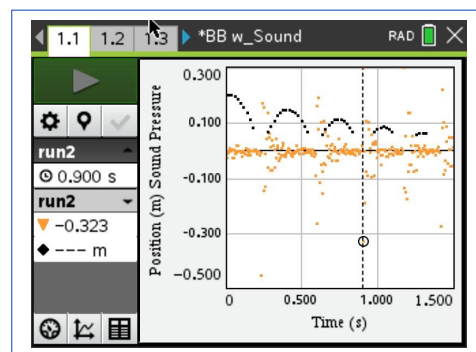 1.1 1.2 1.3 *BB w_Sound RAD
run2
0.900 s
run2
-0.323
--- m
Position (m) Sound Pressure
0.300
0.100
-0.100
-0.300
-0.500
0 0.500 1.000 1.500
Time (s)